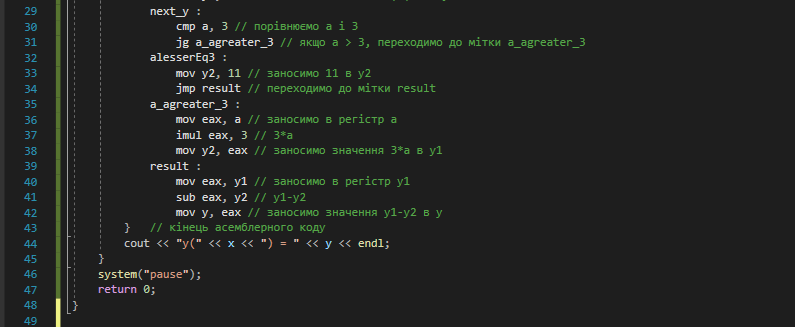 29 next_y :
30 cmp a, 3 // порівнюємо a і 3
31 jg a_agreater_3 // якщо a > 3, переходимо до мітки a_agreater_3
32 alesserEq3 :
33 mov y2, 11 // заносимо 11 в y2
34 jmp result // переходимо до мітки result
35 a_agreater_3 :
36 mov eax, a // заносимо в регістр a
37 imul eax, 3 // 3*a
38 mov y2, eax // заносимо значення 3*a в y1
39 result :
40 mov eax, y1 // заносимо в регістр y1
41 sub eax, y2 // y1-y2
42 mov y, eax // заносимо значення y1-y2 в y
43 } // кінець асемблерного коду
44 cout << "y(" << x << ") = " << y << endl;
45 }
46 system("pause");
47 return 0;
48 }
49